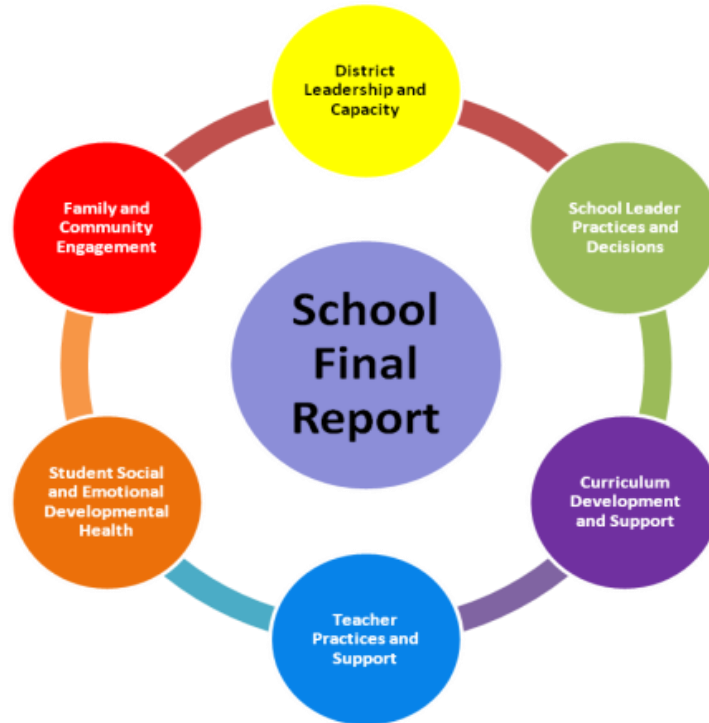 District
Leadership and
Capacity
School Leader
Practices and
Decisions
Curriculum
Development
and Support
Teacher
Practices and
Support
Student Social
and Emotional
Developmental
Health
Family and
Community
Engagement
School
Final
Report